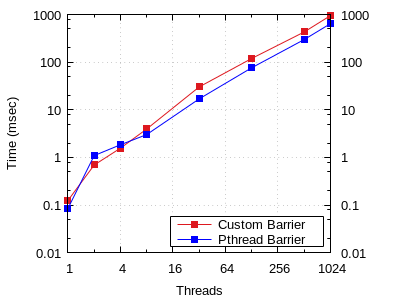 1000 1000
100 100
10 10
1 1
0.1 0.1
0.01 0.01
Time (msec)
Custom Barrier
Pthread Barrier
1 4 16 64 256 1024
Threads